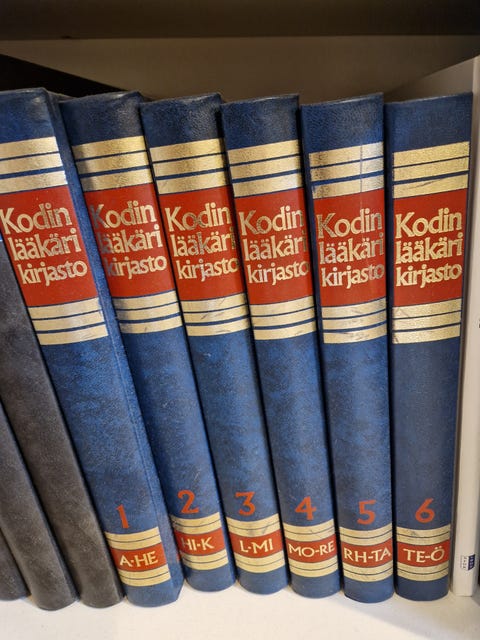 Kodin
lääkäri
kirjasto
1
A-HE
Kodin
lääkäri
kirjasto
2
HI-K
Kodin
lääkäri
kirjasto
3
L-MI
Kodin
lääkäri
kirjasto
4
MO-RE
Kodin
lääkäri
kirjasto
5
RH-TA
Kodin
lääkäri
kirjasto
6
TE-Ö